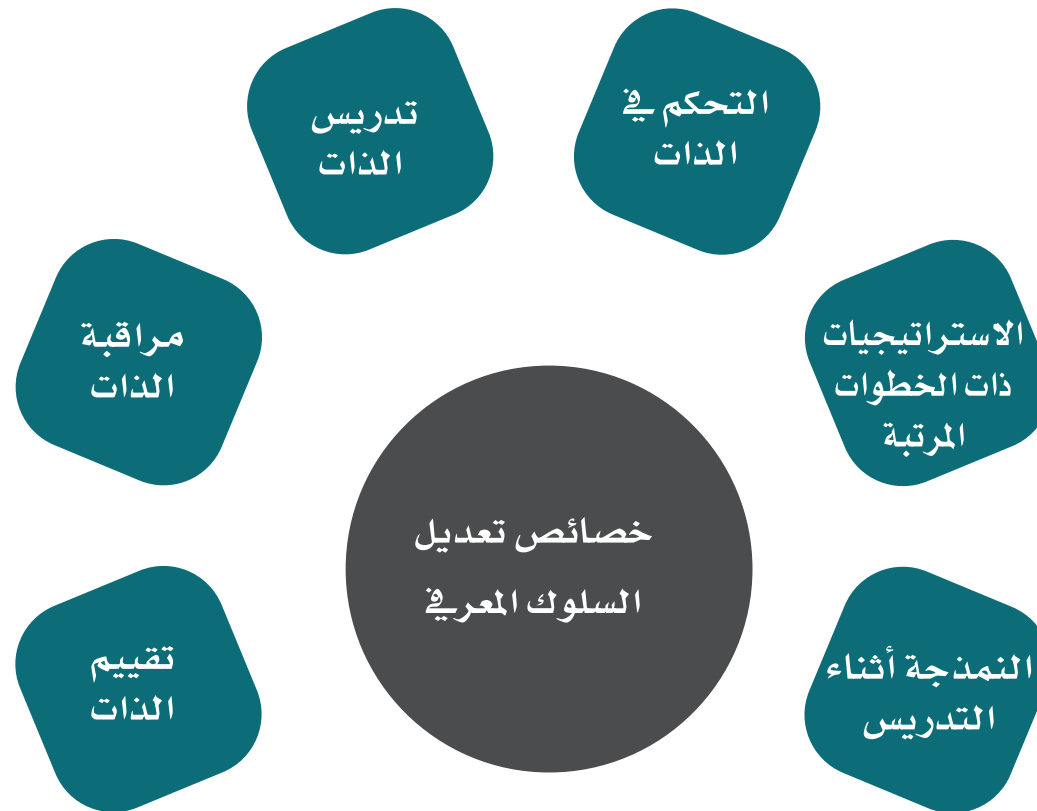 خصائص تعديل
السلوك المعرفي
النمذجة أثناء
التدريس
الاستراتيجيات
ذات الخطوات
المرتبة
التحكم في
الذات
تدريس
الذات
مراقبة
الذات
تقييم
الذات